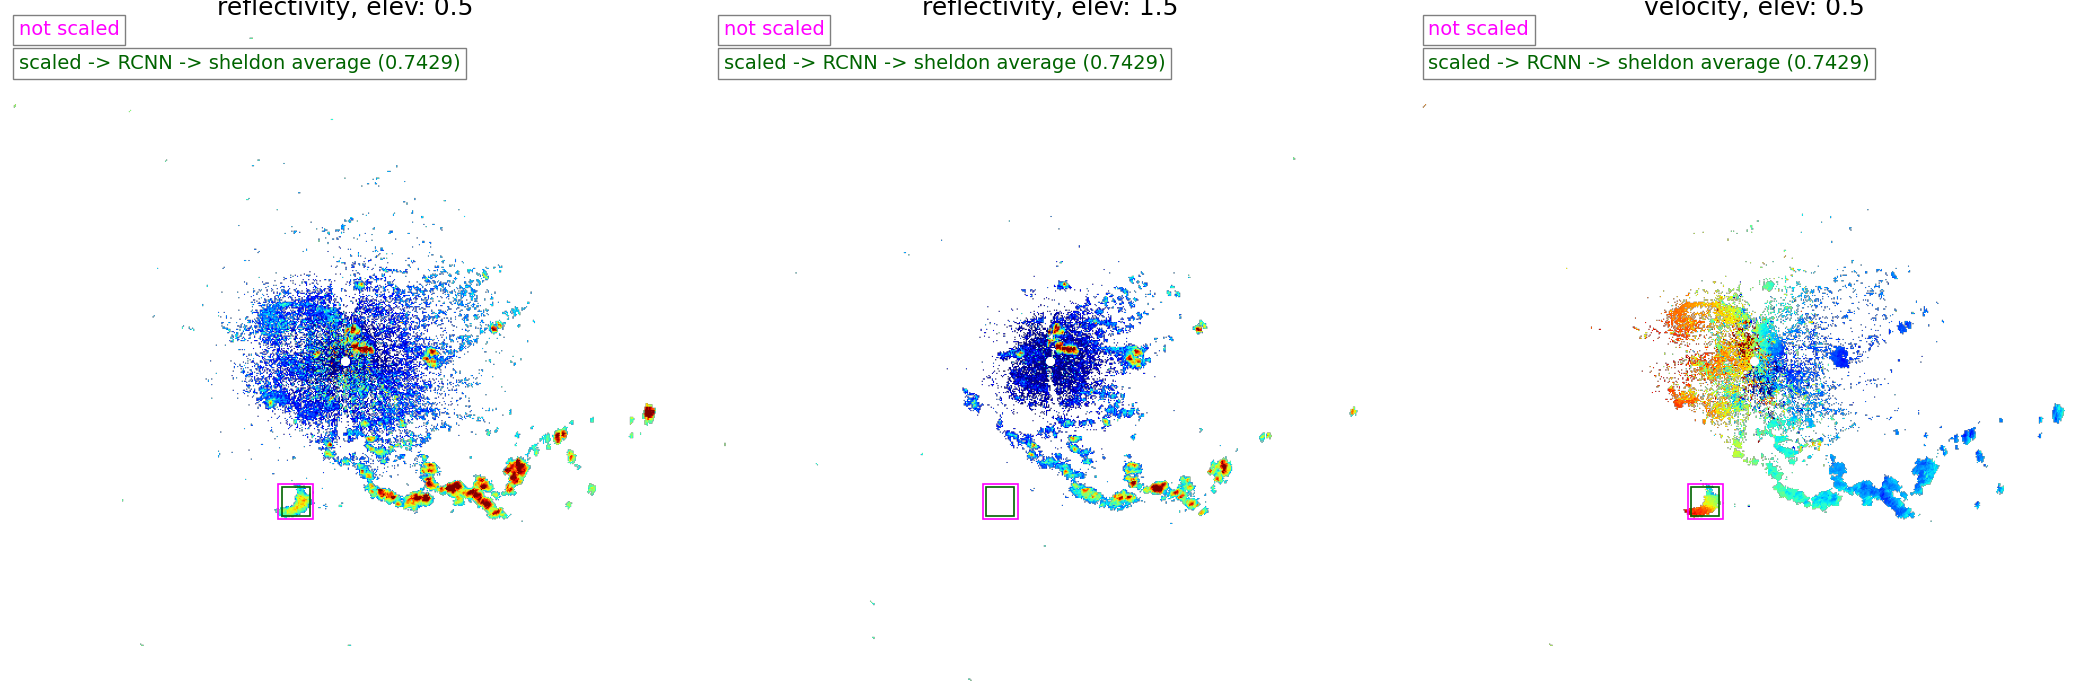 reflectivity, elev: 0.5
not scaled
scaled -> RCNN -> sheldon average (0.7429)
reflectivity, elev: 1.5
not scaled
scaled -> RCNN -> sheldon average (0.7429)
velocity, elev: 0.5
not scaled
scaled -> RCNN -> sheldon average (0.7429)